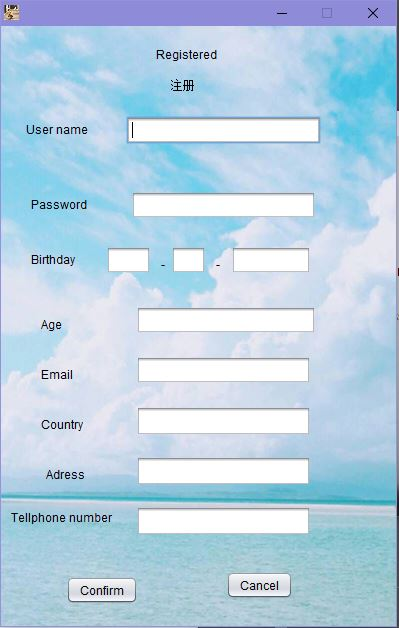 Registered
注册
User name
Password
Birthday - -
Age
Email
Country
Adress
Tellphone number
Confirm Cancel